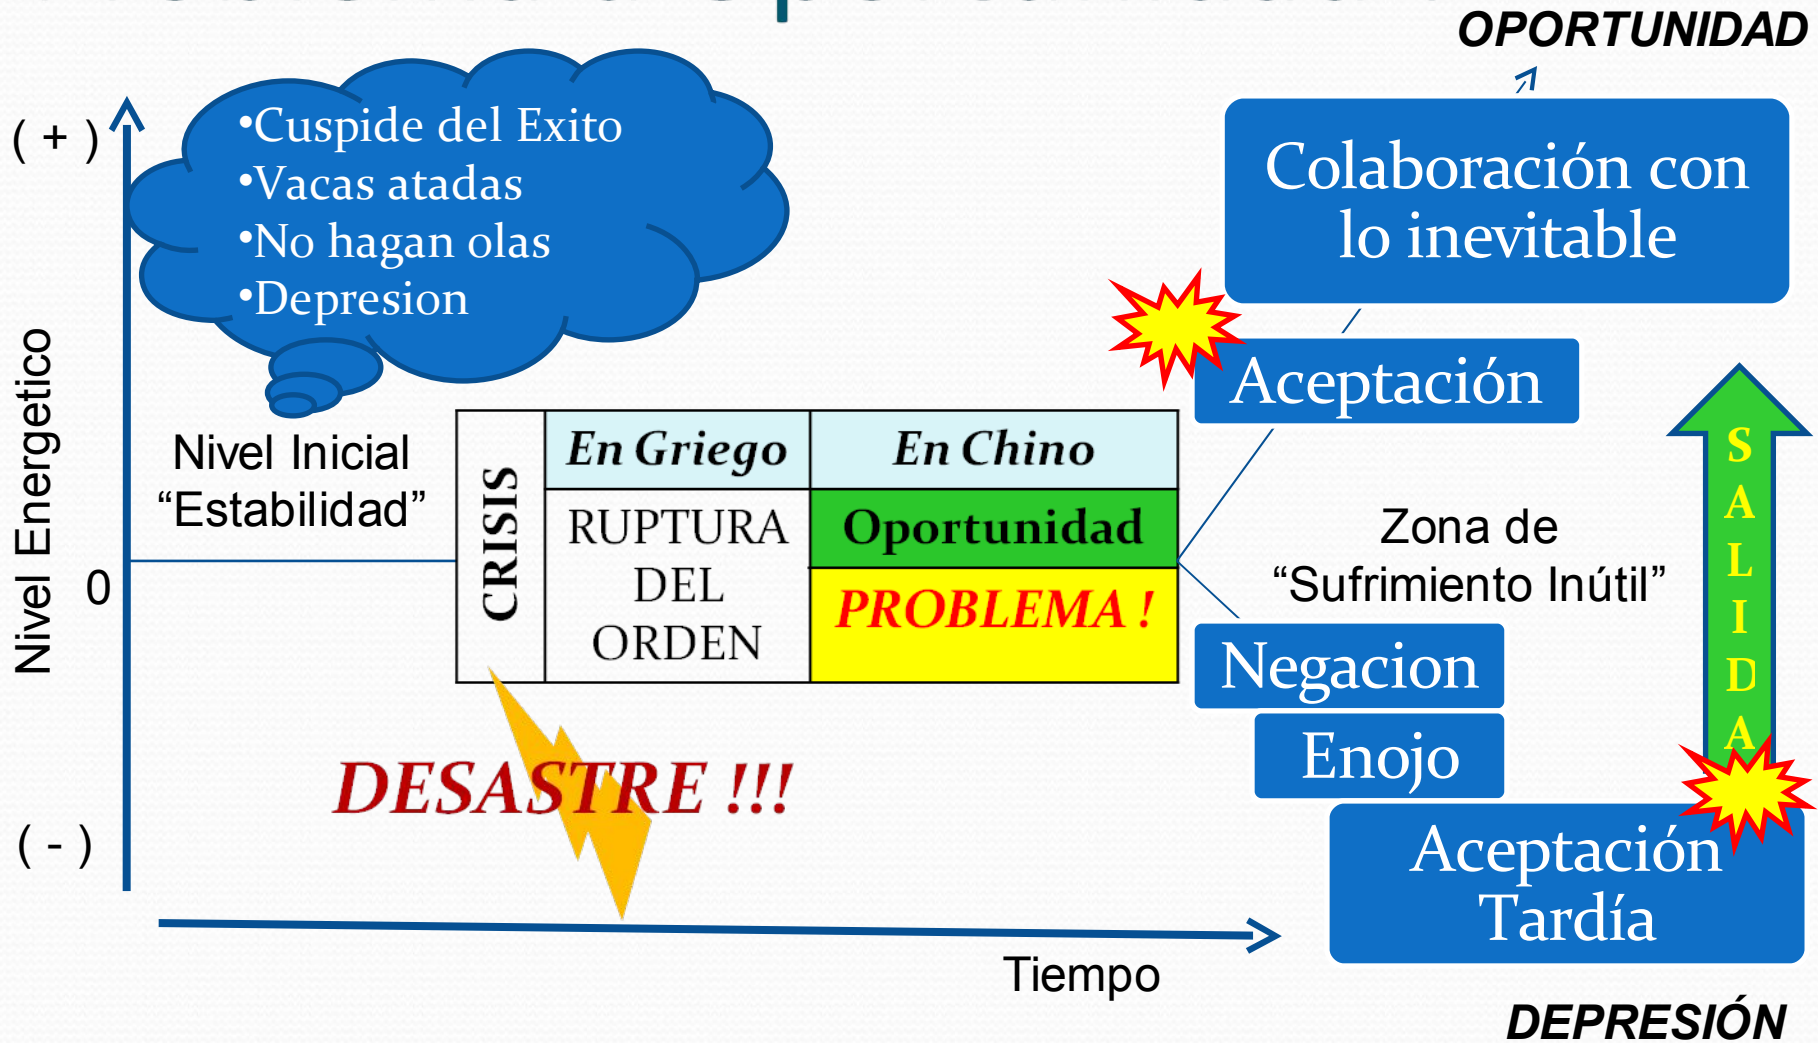 OPORTUNIDAD
( + )
•Cuspide del Exito
•Vacas atadas
•No hagan olas
•Depresion
Colaboración con
lo inevitable
Aceptación
Nivel Energetico
Nivel Inicial
“Estabilidad”
0
CRISIS
En Griego
En Chino
RUPTURA
DEL
ORDEN
Oportunidad
PROBLEMA !
Zona de
“Sufrimiento Inútil”
SALIDA
Negacion
Enojo
DESASTRE !!!
( - )
Aceptación
Tardía
Tiempo
DEPRESIÓN